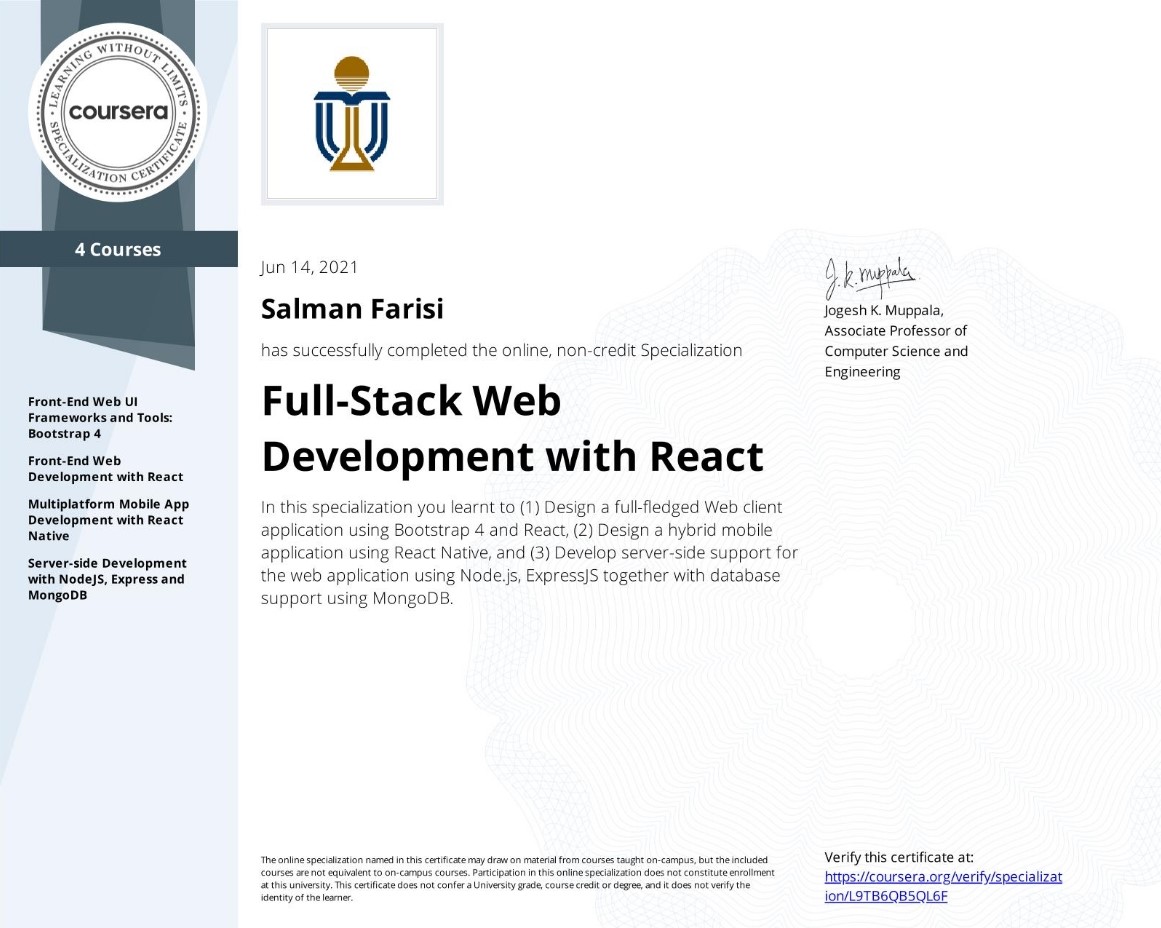 LEARNING WITHOUT LIMITS
coursera
SPECIALIZATION CERTIFICATE
4 Courses
Front-End Web UI
Frameworks and Tools:
Bootstrap 4
Front-End Web
Development with React
Multiplatform Mobile App
Development with React
Native
Server-side Development
with NodeJS, Express and
MongoDB
Jun 14, 2021
Salman Farisi
has successfully completed the online, non-credit Specialization
Full-Stack Web
Development with React
In this specialization you learnt to (1) Design a full-fledged Web client
application using Bootstrap 4 and React, (2) Design a hybrid mobile
application using React Native, and (3) Develop server-side support for
the web application using Node.js, ExpressJS together with database
support using MongoDB.
J.K. Muppala
Jogesh K. Muppala,
Associate Professor of
Computer Science and
Engineering
The online specialization named in this certificate may draw on material from courses taught on-campus, but the included
courses are not equivalent to on-campus courses. Participation in this online specialization does not constitute enrollment
at this university. This certificate does not confer a University grade, course credit or degree, and it does not verify the
identity of the learner.
Verify this certificate at:
https://coursera.org/verify/specializat
ion/L9TB6QB5QL6F